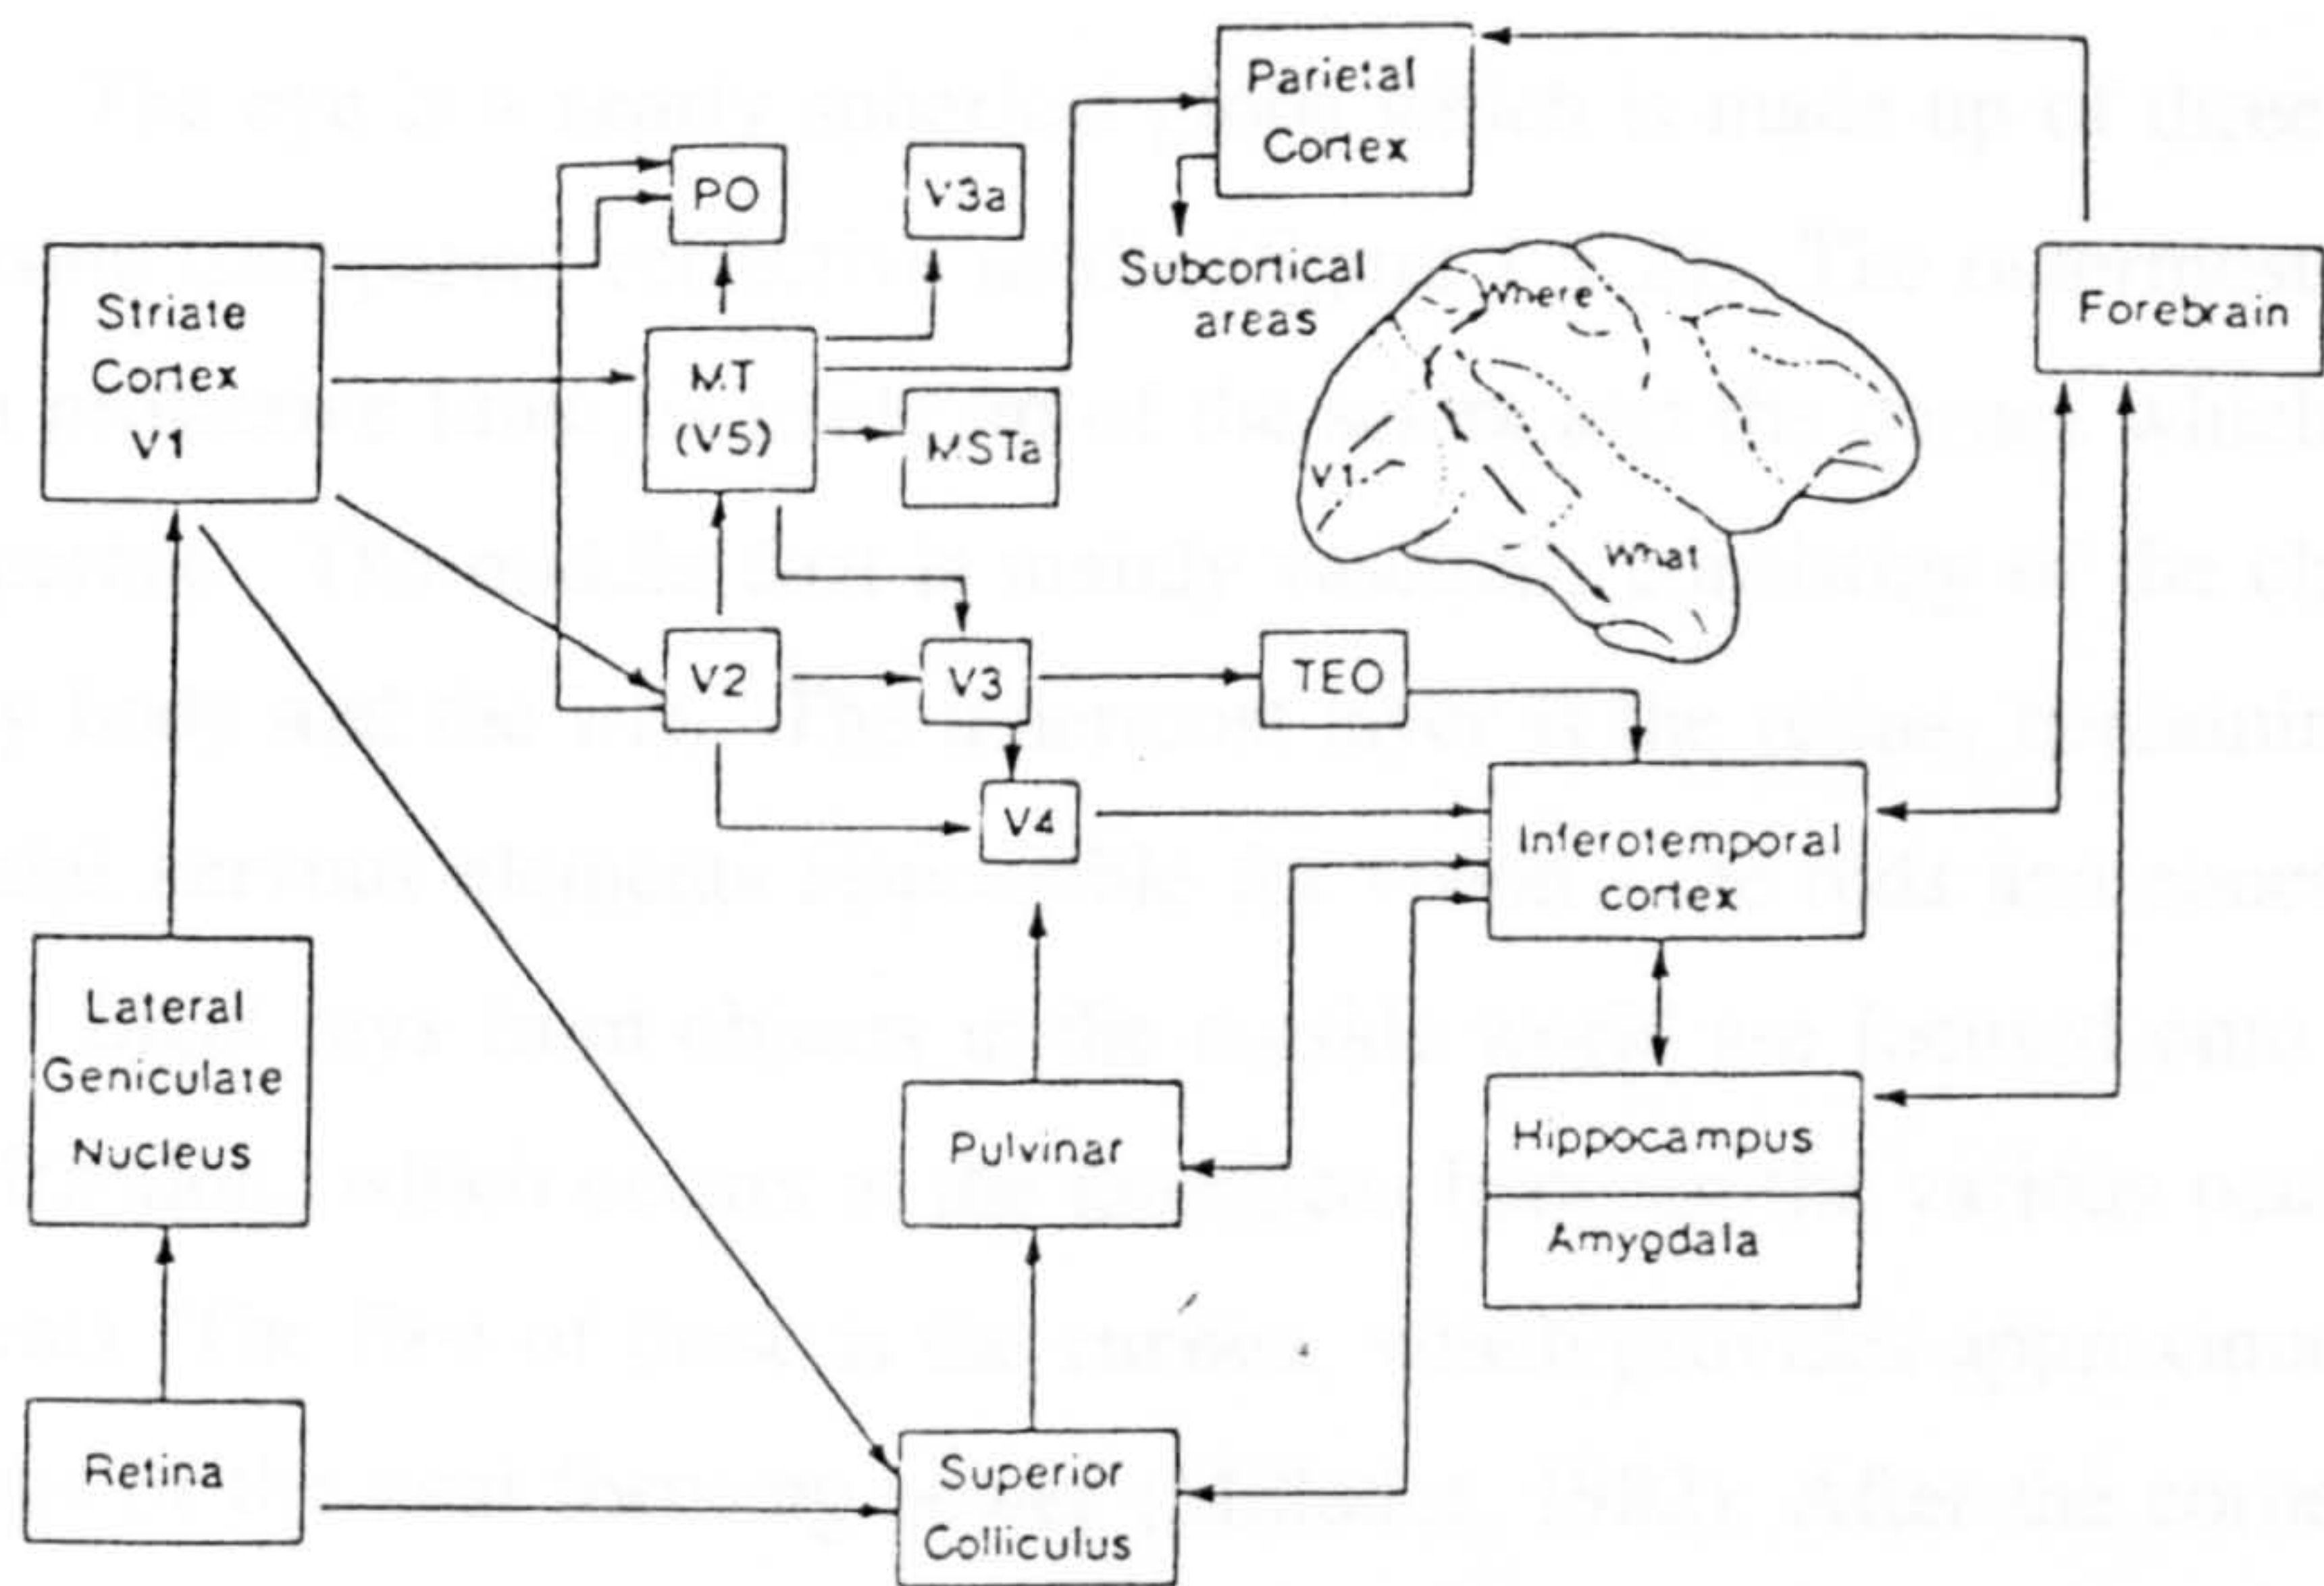 Parietal
Cortex
PO
V3a
Striate
Cortex
V1
Subcortical
areas
Where
Forebrain
MT
(V5)
MSTa
V1
What
V2
V3
TEO
V4
Inferotemporal
cortex
Lateral
Geniculate
Nucleus
Pulvinar
Hippocampus
Amygdala
Retina
Superior
Colliculus